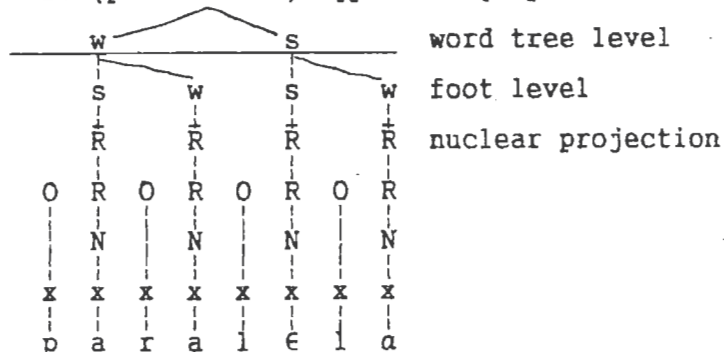 W S word tree level
S W S W foot level
R̄ R̄ R̄ R̄ nuclear projection
O R O R O R O R
N N N N
x x x x x x x x
p a r a l ɛ l ɑ